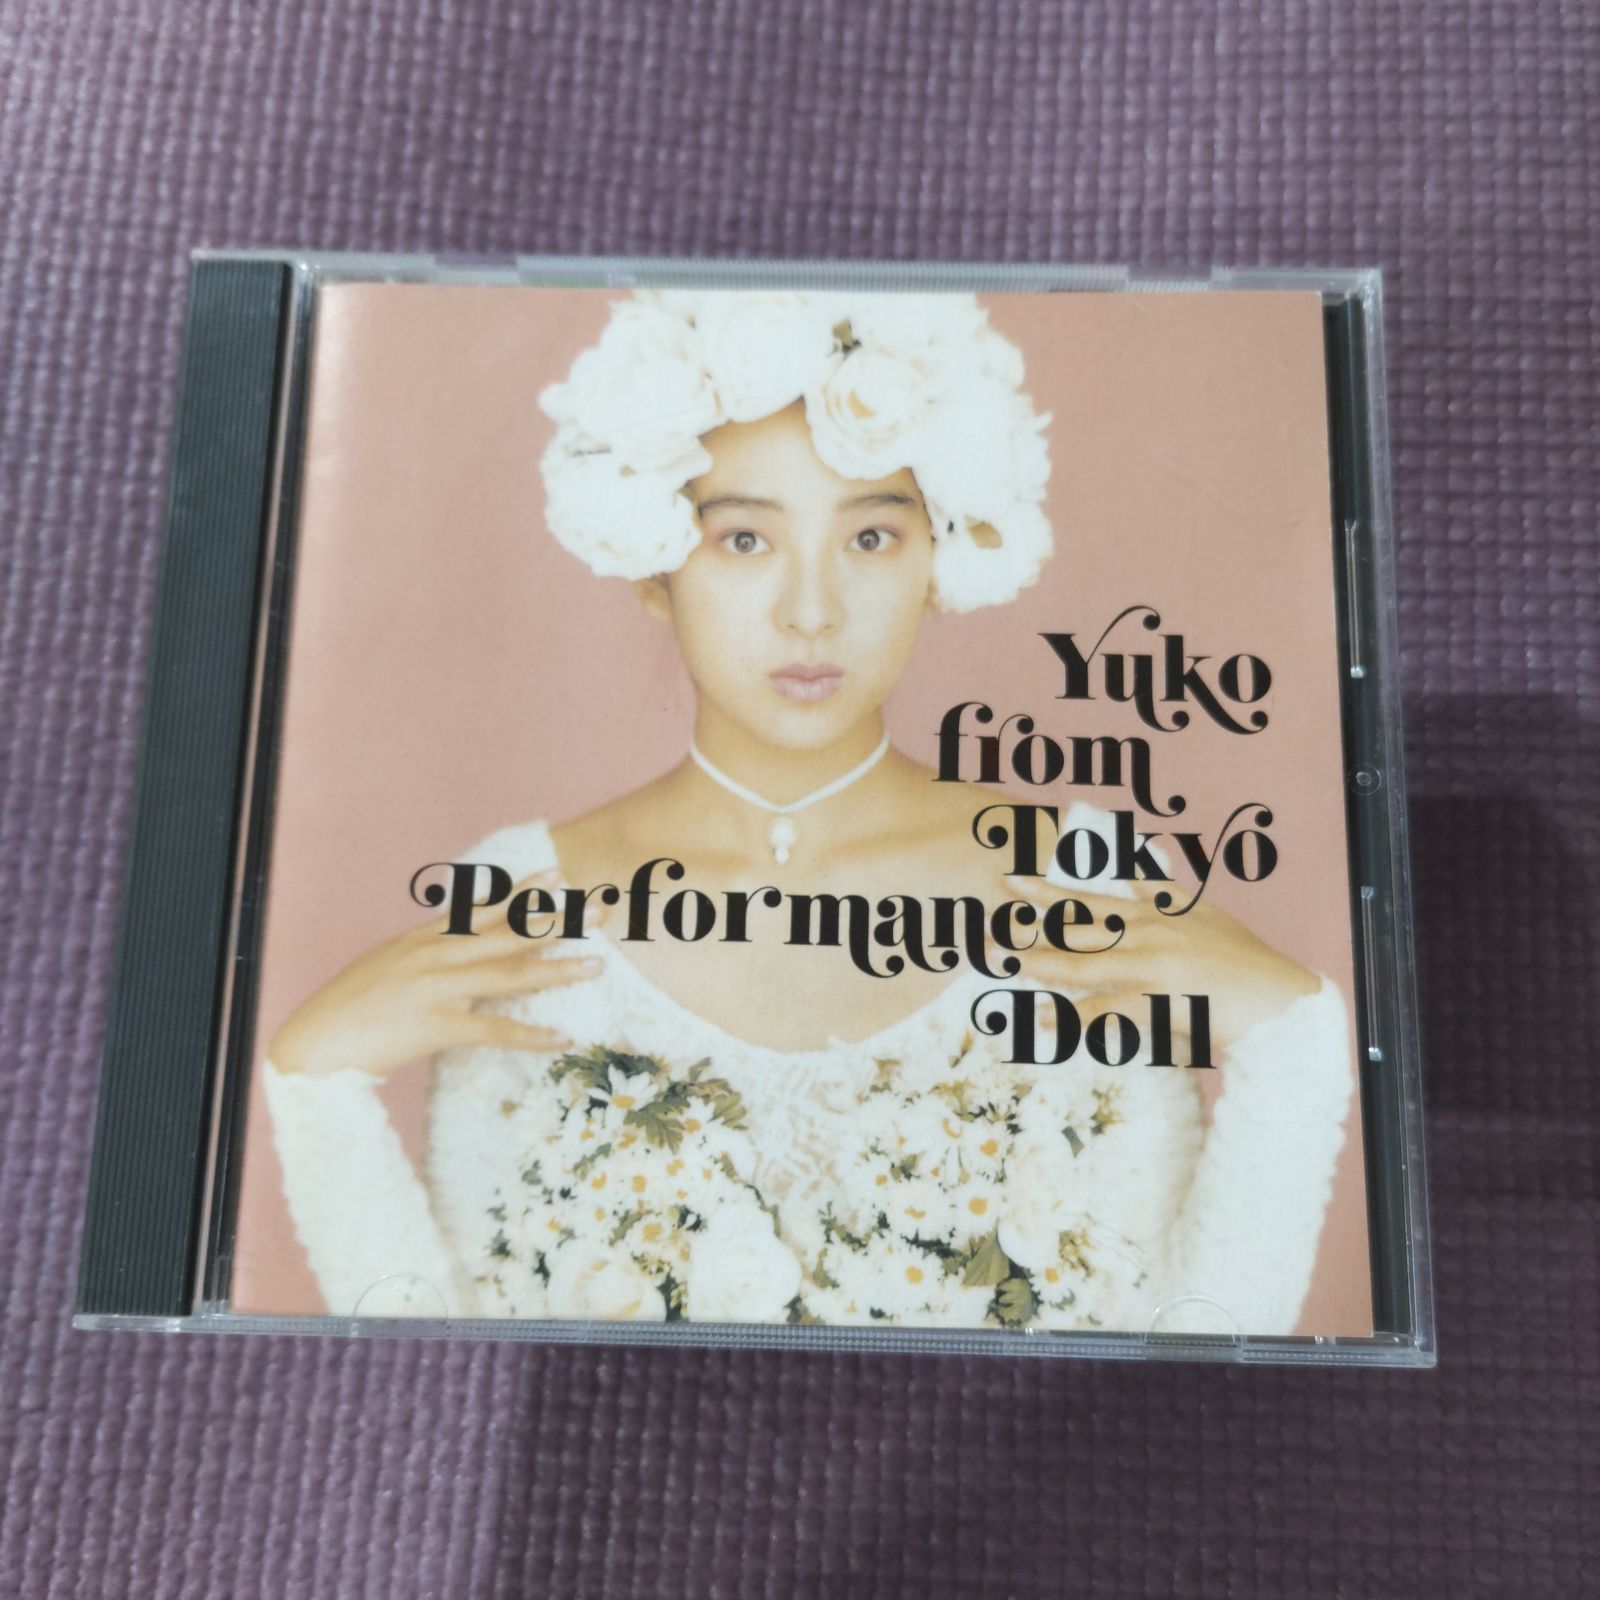 Yuko
from
Tokyo
Performance
Doll